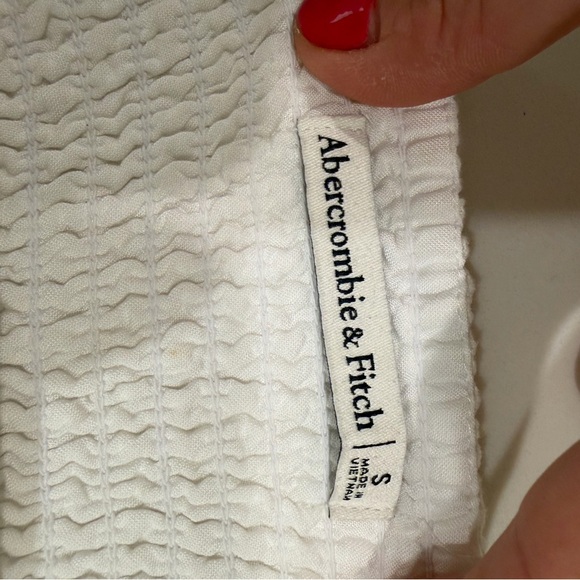 Abercrombie & Fitch | S
MADE IN
VIETNAM